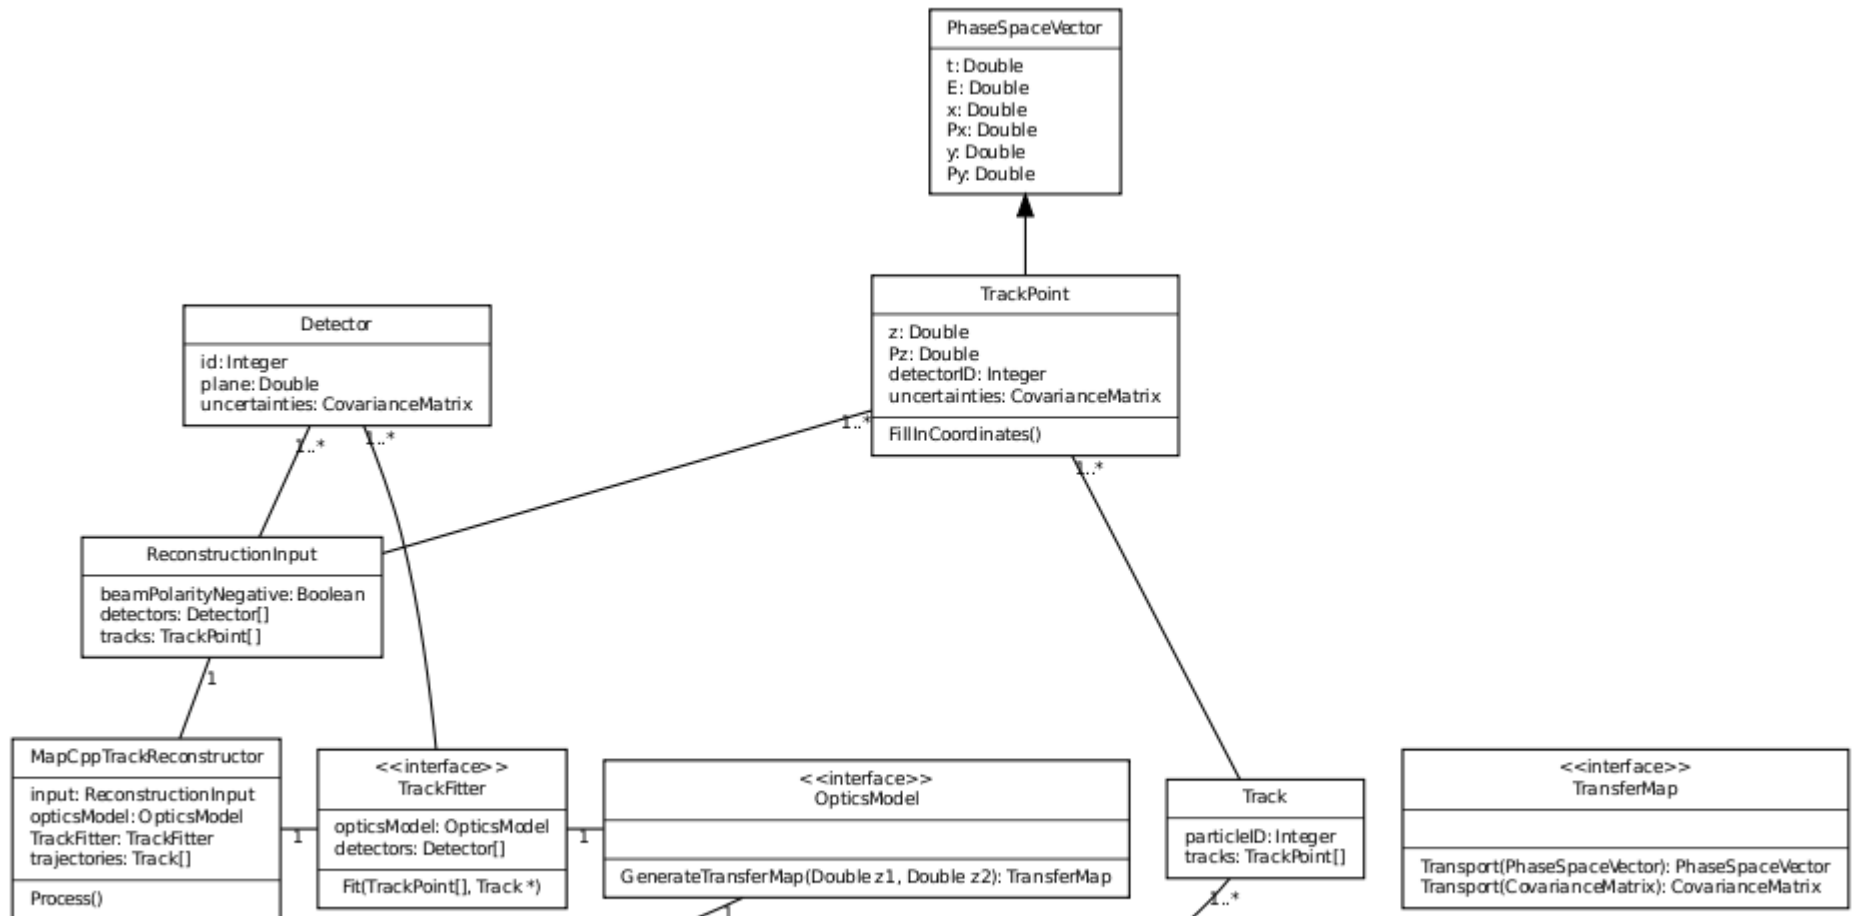 PhaseSpaceVector
t: Double
E: Double
x: Double
Px: Double
y: Double
Py: Double
TrackPoint
z: Double
Pz: Double
detectorID: Integer
uncertainties: CovarianceMatrix
FillInCoordinates()
1..*
1..*
Detector
id: Integer
plane: Double
uncertainties: CovarianceMatrix
1..*
1..*
ReconstructionInput
beamPolarityNegative: Boolean
detectors: Detector[]
tracks: TrackPoint[]
1
MapCppTrackReconstructor
input: ReconstructionInput
opticsModel: OpticsModel
TrackFitter: TrackFitter
trajectories: Track[]
Process()
1
<<interface>>
TrackFitter
opticsModel: OpticsModel
detectors: Detector[]
Fit(TrackPoint[], Track *)
1
<<interface>>
OpticsModel
GenerateTransferMap(Double z1, Double z2): TransferMap
1
Track
particleID: Integer
tracks: TrackPoint[]
1..*
<<interface>>
TransferMap
Transport(PhaseSpaceVector): PhaseSpaceVector
Transport(CovarianceMatrix): CovarianceMatrix